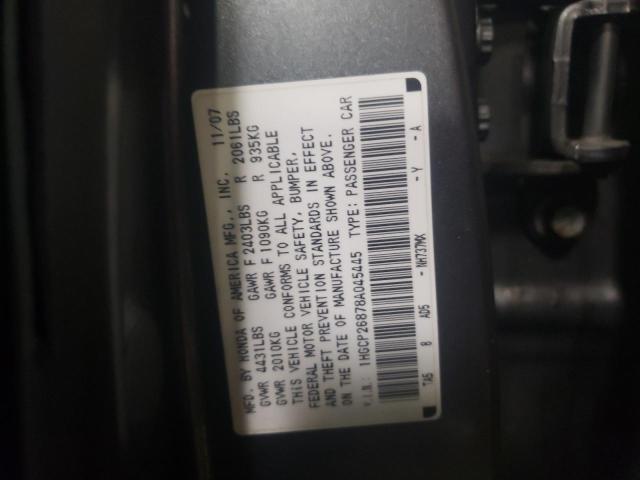 MFD. BY HONDA OF AMERICA MFG., INC. 11/07
GVWR 4431LBS GAWR F 2403LBS R 2061LBS
GVWR 2010KG GAWR F 1090KG R 935KG
THIS VEHICLE CONFORMS TO ALL APPLICABLE
FEDERAL MOTOR VEHICLE SAFETY, BUMPER,
AND THEFT PREVENTION STANDARDS IN EFFECT
ON THE DATE OF MANUFACTURE SHOWN ABOVE.
V.I.N.: 1HGCP26878A045445 TYPE: PASSENGER CAR
TA5 8 AD5 - NH737MX - Y - A